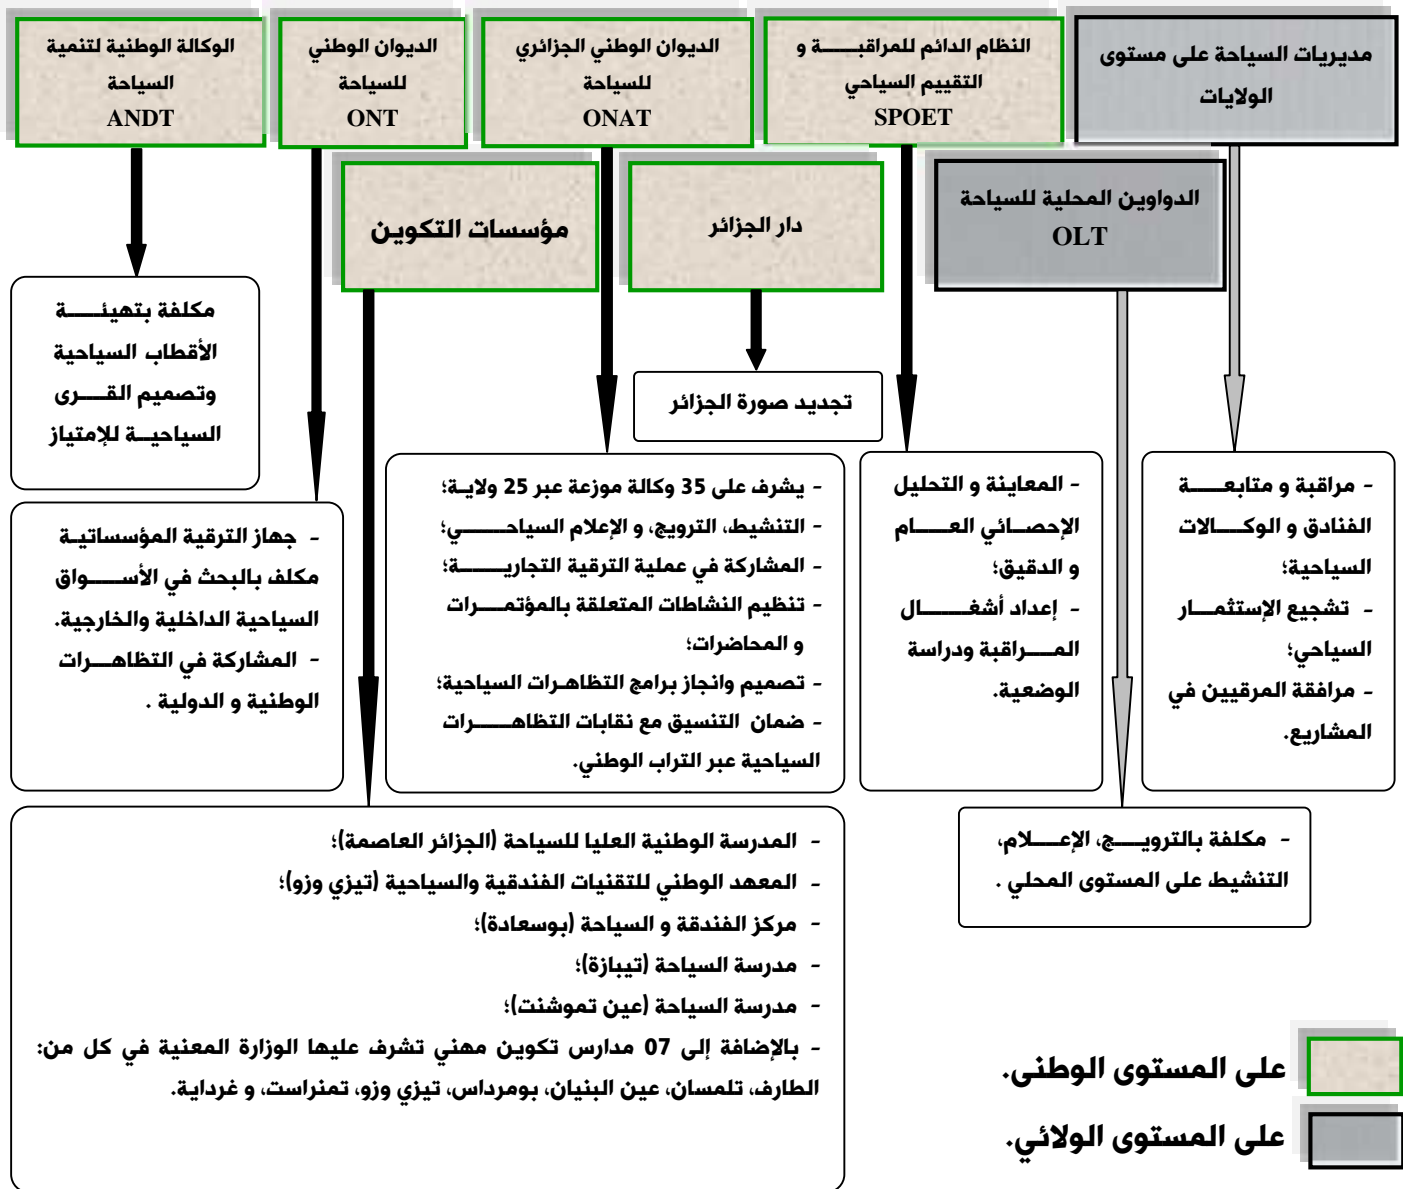 مديريات السياحة على مستوى
الولايات
النظام الدائم للمراقبة و
التقييم السياحي
SPOET
الديوان الوطني الجزائري
للسياحة
ONAT
الديوان الوطني
للسياحة
ONT
الوكالة الوطنية لتنمية
السياحة
ANDT
الدواوين المحلية للسياحة
OLT
دار الجزائر
مؤسسات التكوين
مكلفة بتهيئة
الأقطاب السياحية
وتصميم القرى
السياحية للإمتياز
تجديد صورة الجزائر
- مراقبة و متابعة
الفنادق و الوكالات
السياحية؛
- تشجيع الإستثمار
السياحي؛
- مرافقة المرقيين في
المشاريع.
- المعاينة و التحليل
الإحصائي العام
و الدقيق؛
- إعداد أشغال
المراقبة ودراسة
الوضعية.
- يشرف على 35 وكالة موزعة عبر 25 ولاية؛
- التنشيط، الترويج، و الإعلام السياحي؛
- المشاركة في عملية الترقية التجارية؛
- تنظيم النشاطات المتعلقة بالمؤتمرات
و المحاضرات؛
- تصميم وانجاز برامج التظاهرات السياحية؛
- ضمان التنسيق مع نقابات التظاهرات
السياحية عبر التراب الوطني.
- جهاز الترقية المؤسساتية
مكلف بالبحث في الأسواق
السياحية الداخلية والخارجية.
- المشاركة في التظاهرات
الوطنية و الدولية .
- مكلفة بالترويج، الإعلام،
التنشيط على المستوى المحلي .
- المدرسة الوطنية العليا للسياحة (الجزائر العاصمة)؛
- المعهد الوطني للتقنيات الفندقية والسياحية (تيزي وزو)؛
- مركز الفندقة و السياحة (بوسعادة)؛
- مدرسة السياحة (تيبازة)؛
- مدرسة السياحة (عين تموشنت)؛
- بالإضافة إلى 07 مدارس تكوين مهني تشرف عليها الوزارة المعنية في كل من:
الطارف، تلمسان، عين البنيان، بومرداس، تيزي وزو، تمنراست، و غرداية.
على المستوى الوطنى.
على المستوى الولائي.